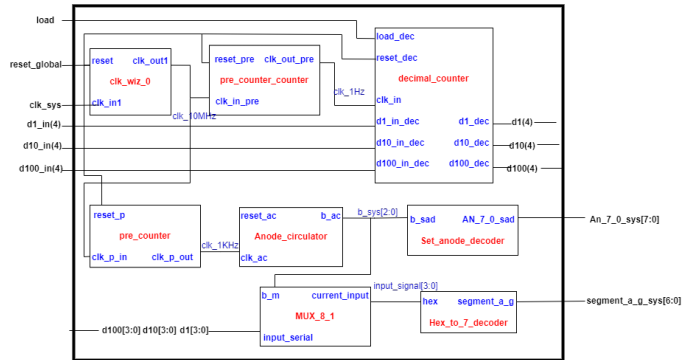 load
load_dec
reset_global
reset clk_out1
clk_wiz_0
clk_in1
reset_pre clk_out_pre
pre_counter_counter
clk_in_pre
reset_dec
decimal_counter
clk_in
clk_1Hz
clk_sys
clk_10MHz
d1_in(4)
d1_in_dec d1_dec
d1(4)
d10_in(4)
d10_in_dec d10_dec
d10(4)
d100_in(4)
d100_in_dec d100_dec
d100(4)
reset_p
pre_counter
clk_p_in clk_p_out
clk_1KHz
reset_ac b_ac
Anode_circulator
clk_ac
b_sys[2:0]
b_sad AN_7_0_sad
Set_anode_decoder
An_7_0_sys[7:0]
b_m current_input
MUX_8_1
input_serial
input_signal[3:0]
hex segment_a_g
Hex_to_7_decoder
segment_a_g_sys[6:0]
d100[3:0] d10[3:0] d1[3:0]